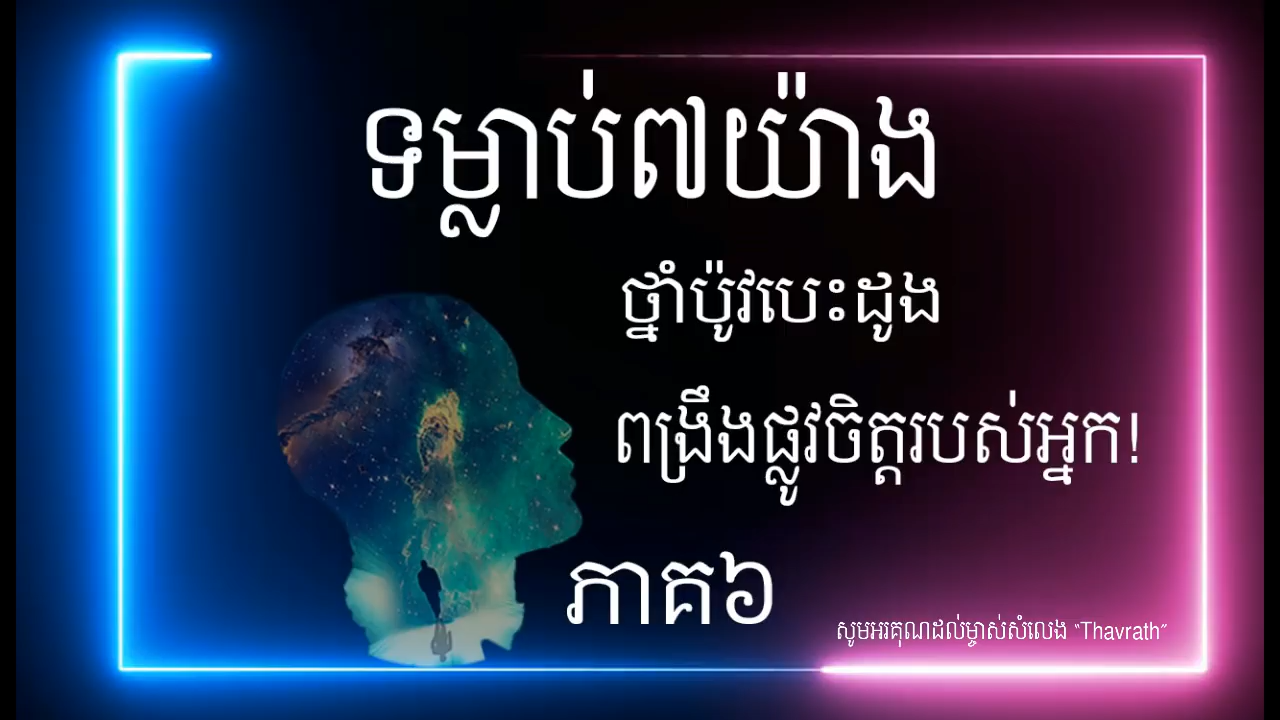 ទម្លាប់៧យ៉ាង
ថ្នាំប៉ូវបេះដូង
ពង្រឹងផ្លូវចិត្តរបស់អ្នក!
ភាគ៦
សូមអរគុណដល់ម្ចាស់សំលេង “Thavrath”